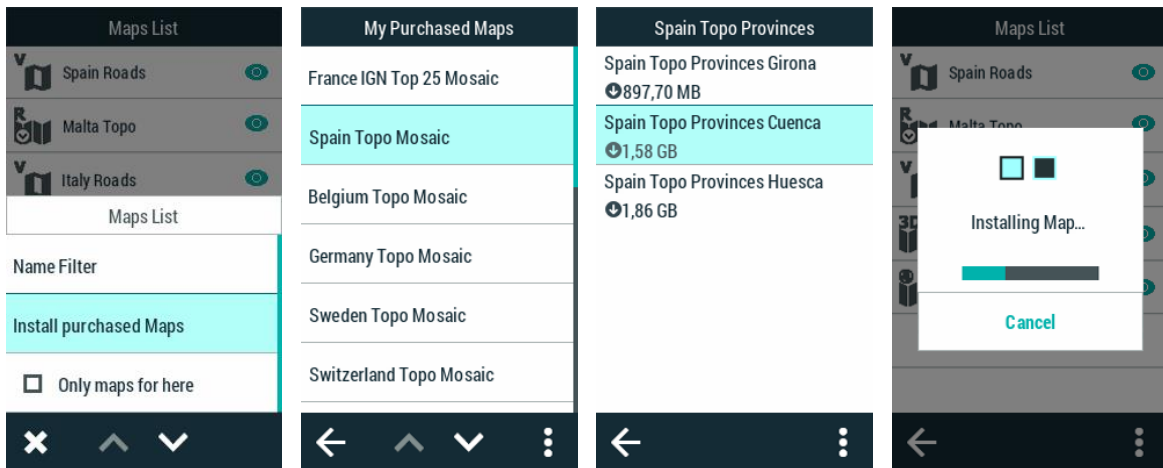 Maps List
V
Spain Roads
R
Malta Topo
V
Italy Roads
Maps List
Name Filter
Install purchased Maps
Only maps for here
My Purchased Maps
France IGN Top 25 Mosaic
Spain Topo Mosaic
Belgium Topo Mosaic
Germany Topo Mosaic
Sweden Topo Mosaic
Switzerland Topo Mosaic
Spain Topo Provinces
Spain Topo Provinces Girona
897,70 MB
Spain Topo Provinces Cuenca
1,58 GB
Spain Topo Provinces Huesca
1,86 GB
Maps List
V
Spain Roads
R
Malta Topo
V
3D
Installing Map...
Cancel